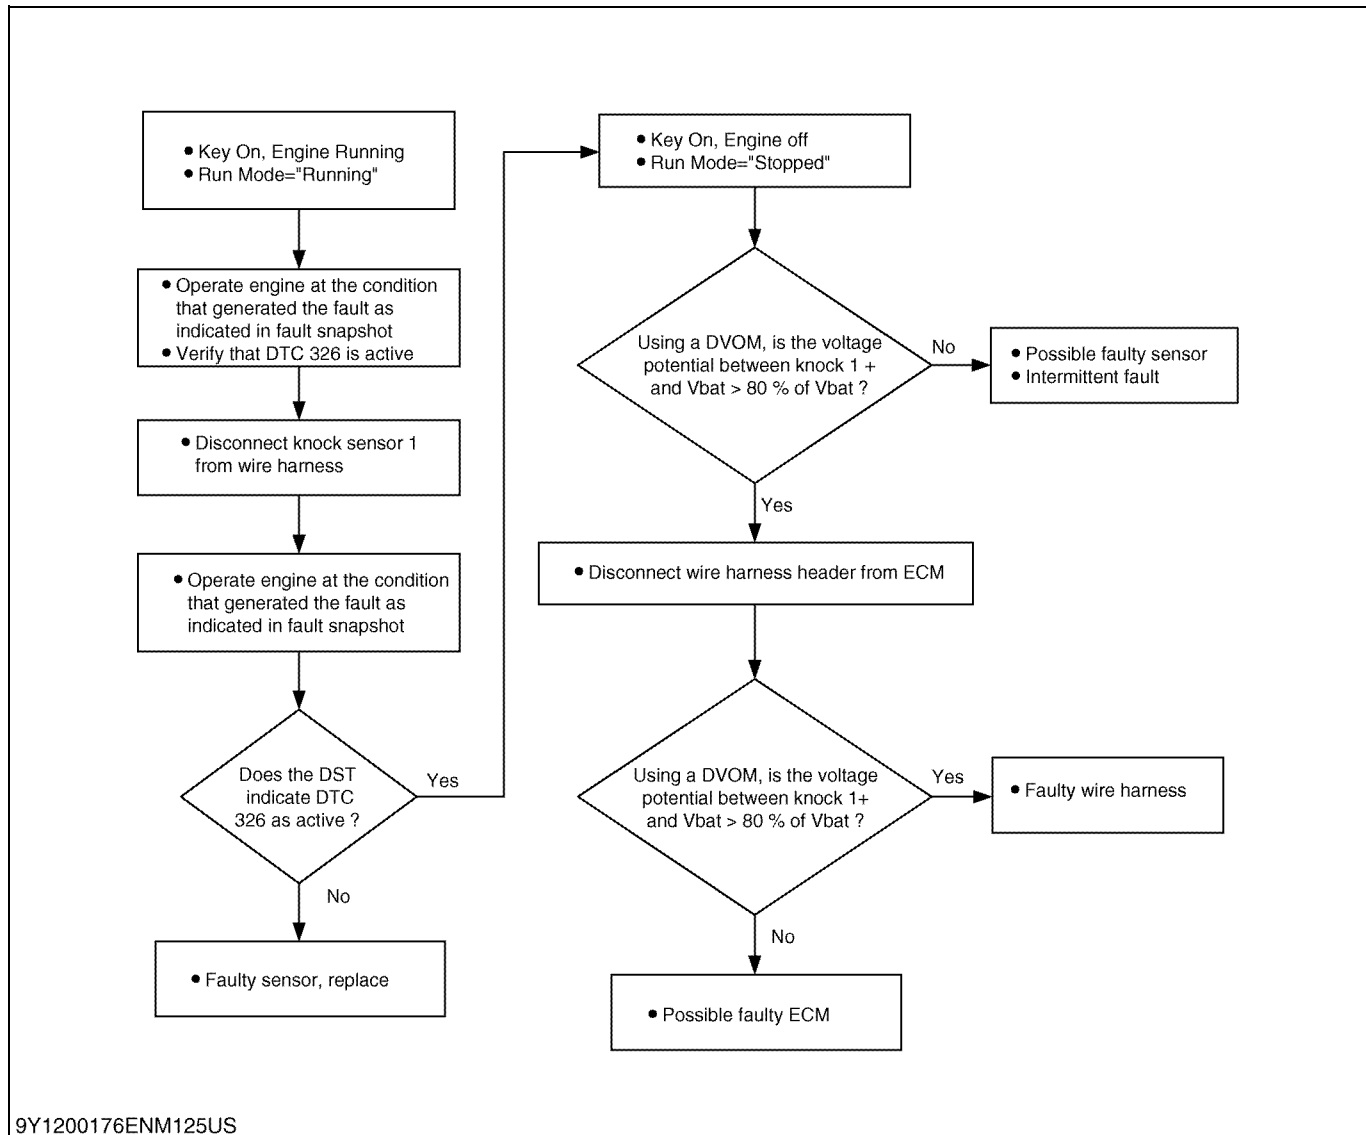 ● Key On, Engine Running
● Run Mode="Running"
● Operate engine at the condition
that generated the fault as
indicated in fault snapshot
● Verify that DTC 326 is active
● Disconnect knock sensor 1
from wire harness
● Operate engine at the condition
that generated the fault as
indicated in fault snapshot
Does the DST
indicate DTC
326 as active ?
Yes
No
● Faulty sensor, replace
● Key On, Engine off
● Run Mode="Stopped"
Using a DVOM, is the voltage
potential between knock 1 +
and Vbat > 80 % of Vbat ?
No
● Possible faulty sensor
● Intermittent fault
Yes
● Disconnect wire harness header from ECM
Using a DVOM, is the voltage
potential between knock 1+
and Vbat > 80 % of Vbat ?
Yes
● Faulty wire harness
No
● Possible faulty ECM
9Y1200176ENM125US